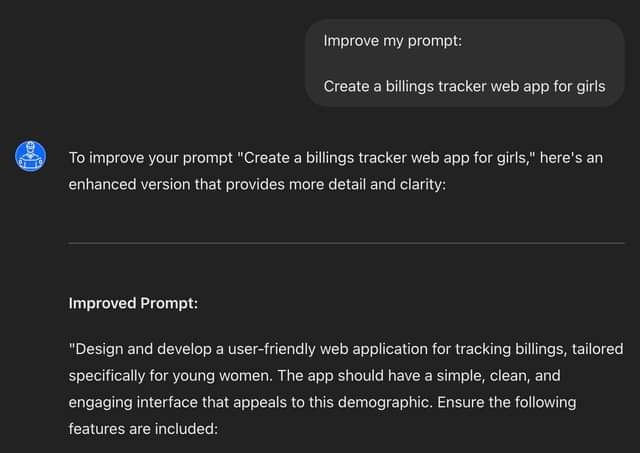 Improve my prompt:
Create a billings tracker web app for girls
To improve your prompt "Create a billings tracker web app for girls," here's an
enhanced version that provides more detail and clarity:
Improved Prompt:
"Design and develop a user-friendly web application for tracking billings, tailored
specifically for young women. The app should have a simple, clean, and
engaging interface that appeals to this demographic. Ensure the following
features are included: